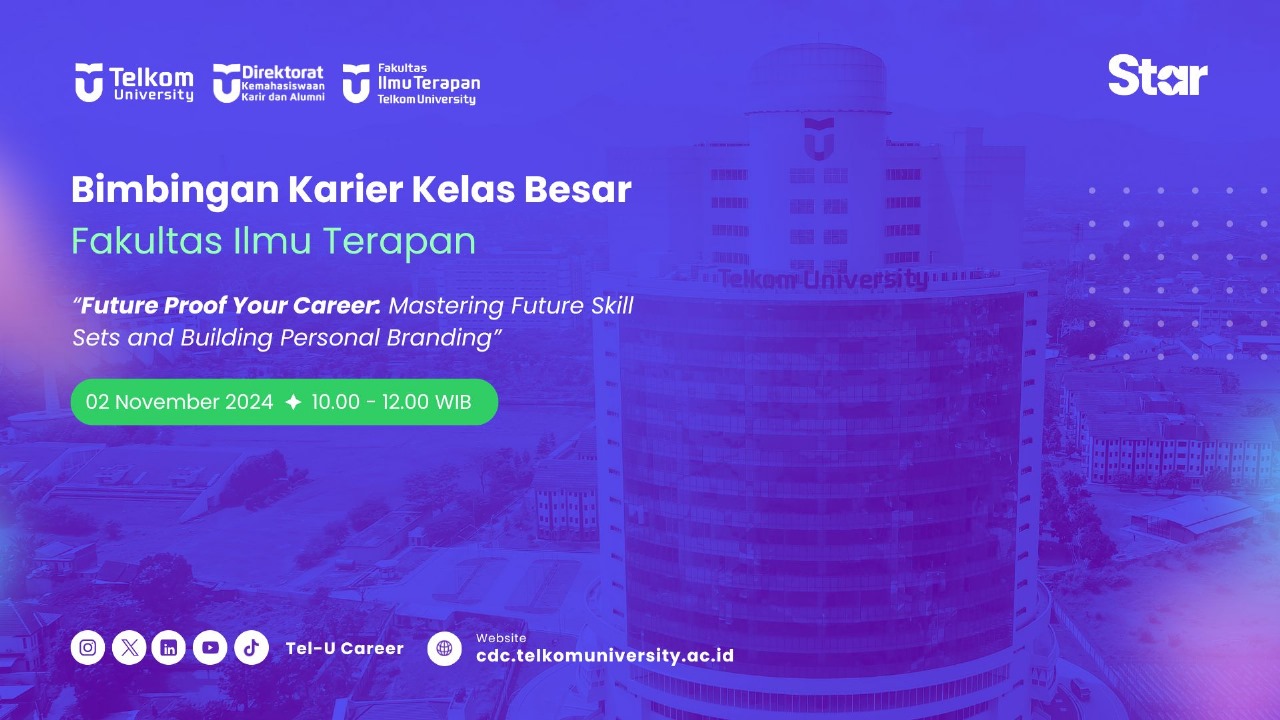 Telkom
University
Direktorat
Kemahasiswaan
Karir dan Alumni
Fakultas
Ilmu Terapan
Telkom University
Star
Bimbingan Karier Kelas Besar
Fakultas Ilmu Terapan
“Future Proof Your Career: Mastering Future Skill
Sets and Building Personal Branding”
Telkom University
02 November 2024 10.00 - 12.00 WIB
Tel-U Career
Website
cdc.telkomuniversity.ac.id